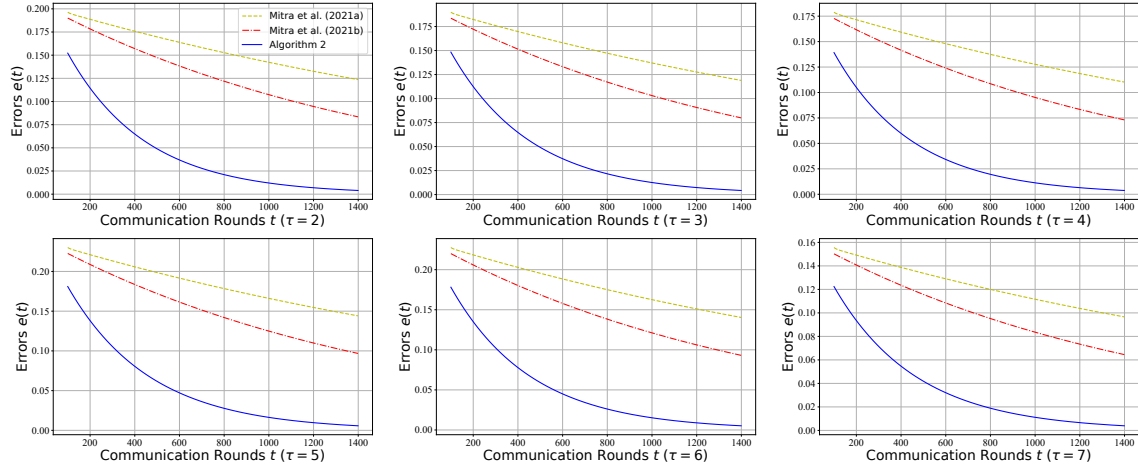 0.200
0.175
0.150
0.125
0.100
0.075
0.050
0.025
0.000
Errors e(t)
Mitra et al. (2021a)
Mitra et al. (2021b)
Algorithm 2
200 400 600 800 1000 1200 1400
Communication Rounds t (τ = 2)
0.175
0.150
0.125
0.100
0.075
0.050
0.025
0.000
Errors e(t)
200 400 600 800 1000 1200 1400
Communication Rounds t (τ = 3)
0.175
0.150
0.125
0.100
0.075
0.050
0.025
0.000
Errors e(t)
200 400 600 800 1000 1200 1400
Communication Rounds t (τ = 4)
0.20
0.15
0.10
0.05
0.00
Errors e(t)
200 400 600 800 1000 1200 1400
Communication Rounds t (τ = 5)
0.20
0.15
0.10
0.05
0.00
Errors e(t)
200 400 600 800 1000 1200 1400
Communication Rounds t (τ = 6)
0.16
0.14
0.12
0.10
0.08
0.06
0.04
0.02
0.00
Errors e(t)
200 400 600 800 1000 1200 1400
Communication Rounds t (τ = 7)